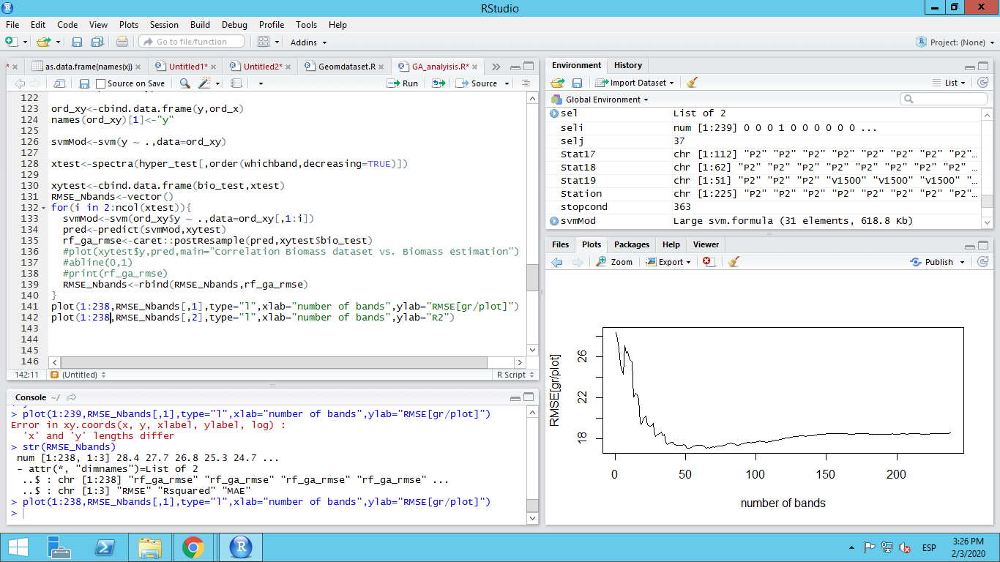 RStudio
File Edit Code View Plots Session Build Debug Profile Tools Help
Go to file/function Addins Project: (None)
as.data.frame(names(x)) Untitled1* Untitled2* Geomdataset.R GA_analyisis.R*
Source on Save Run Source
122
123 ord_xy<-cbind.data.frame(y,ord_x)
124 names(ord_xy)[1]<-"y"
125
126 svmMod<-svm(y ~ .,data=ord_xy)
127
128 xtest<-spectra(hyper_test[,order(whichband,decreasing=TRUE)])
129
130 xytest<-cbind.data.frame(bio_test,xtest)
131 RMSE_Nbands<-vector()
132 for(i in 2:ncol(xtest)){
133 svmMod<-svm(ord_xy$y ~ .,data=ord_xy[,1:i])
134 pred<-predict(svmMod,xytest)
135 rf_ga_rmse<-caret::postResample(pred,xytest$bio_test)
136 #plot(xytest$y,pred,main="Correlation Biomass dataset vs. Biomass estimation")
137 #abline(0,1)
138 #print(rf_ga_rmse)
139 RMSE_Nbands<-rbind(RMSE_Nbands,rf_ga_rmse)
140 }
141 plot(1:238,RMSE_Nbands[,1],type="l",xlab="number of bands",ylab="RMSE[gr/plot]")
142 plot(1:238,RMSE_Nbands[,2],type="l",xlab="number of bands",ylab="R2")
143
144
145
146
142:11 (Untitled) R Script
Console ~/
> plot(1:239,RMSE_Nbands[,1],type="l",xlab="number of bands",ylab="RMSE[gr/plot]")
Error in xy.coords(x, y, xlabel, ylabel, log) :
'x' and 'y' lengths differ
> str(RMSE_Nbands)
num [1:238, 1:3] 28.4 27.7 26.8 25.3 24.7 ...
- attr(*, "dimnames")=List of 2
..$ : chr [1:238] "rf_ga_rmse" "rf_ga_rmse" "rf_ga_rmse" "rf_ga_rmse" ...
..$ : chr [1:3] "RMSE" "Rsquared" "MAE"
> plot(1:238,RMSE_Nbands[,1],type="l",xlab="number of bands",ylab="RMSE[gr/plot]")
>
Environment History
Import Dataset List
Global Environment
sel List of 2
seli num [1:239] 0 0 0 1 0 0 0 0 0 0 ...
selj 37
Stat17 chr [1:112] "P2" "P2" "P2" "P2" "P2" "P2" "P2" "P2"…
Stat18 chr [1:62] "P2" "P2" "P2" "P2" "P2" "P2" "P2" "P2" …
Stat19 chr [1:51] "P2" "P2" "P2" "V1500" "V1500" "V1500" "…
Station chr [1:225] "P2" "P2" "P2" "P2" "P2" "P2" "P2" "P2"…
stopcond 363
svmMod Large svm.formula (31 elements, 618.8 Kb)
Files Plots Packages Help Viewer
Zoom Export Publish
RMSE[gr/plot]
26
22
18
0 50 100 150 200
number of bands
ESP
3:26 PM
2/3/2020